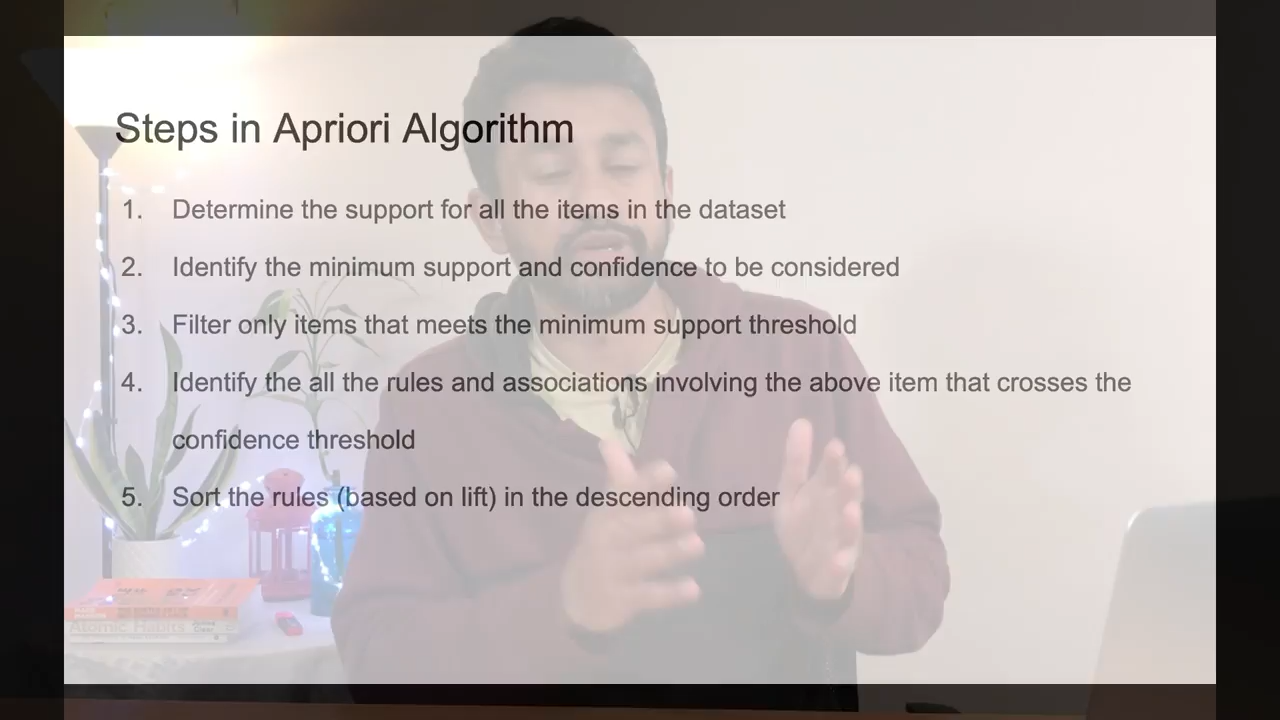 Steps in Apriori Algorithm
1. Determine the support for all the items in the dataset
2. Identify the minimum support and confidence to be considered
3. Filter only items that meets the minimum support threshold
4. Identify the all the rules and associations involving the above item that crosses the
confidence threshold
5. Sort the rules (based on lift) in the descending order
Atomic Habits